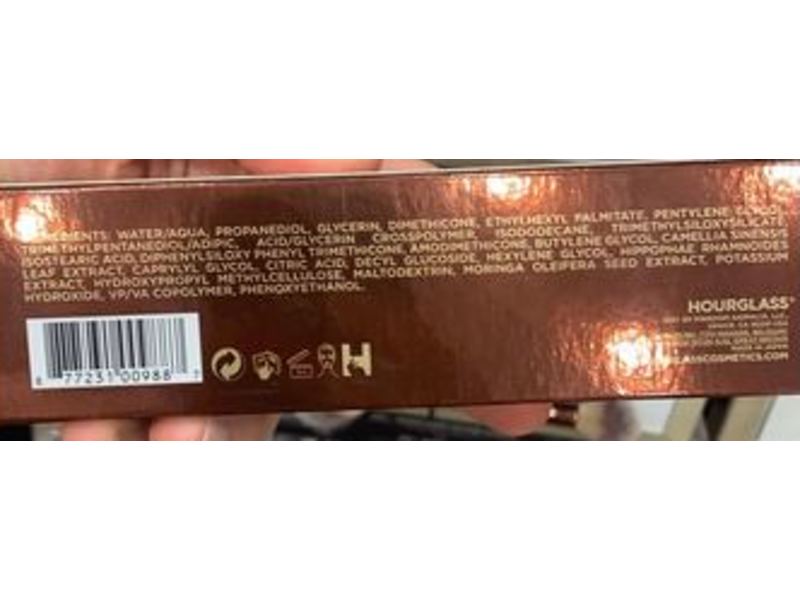 INGREDIENTS: WATER/AQUA, PROPANEDIOL, GLYCERIN, DIMETHICONE, ETHYLHEXYL PALMITATE, PENTYLENE GLYCOL,
TRIMETHYLPENTANEDIOL/ADIPIC ACID/GLYCERIN CROSSPOLYMER, ISODODECANE, TRIMETHYLSILOXYSILICATE,
ISOSTEARIC ACID, DIPHENYLSILOXY PHENYL TRIMETHICONE, AMODIMETHICONE, BUTYLENE GLYCOL, CAMELLIA SINENSIS
LEAF EXTRACT, CAPRYLYL GLYCOL, CITRIC ACID, DECYL GLUCOSIDE, HEXYLENE GLYCOL, HIPPOPHAE RHAMNOIDES
EXTRACT, HYDROXYPROPYL METHYLCELLULOSE, MALTODEXTRIN, MORINGA OLEIFERA SEED EXTRACT, POTASSIUM
HYDROXIDE, VP/VA COPOLYMER, PHENOXYETHANOL.
HOURGLASS
77231 00988